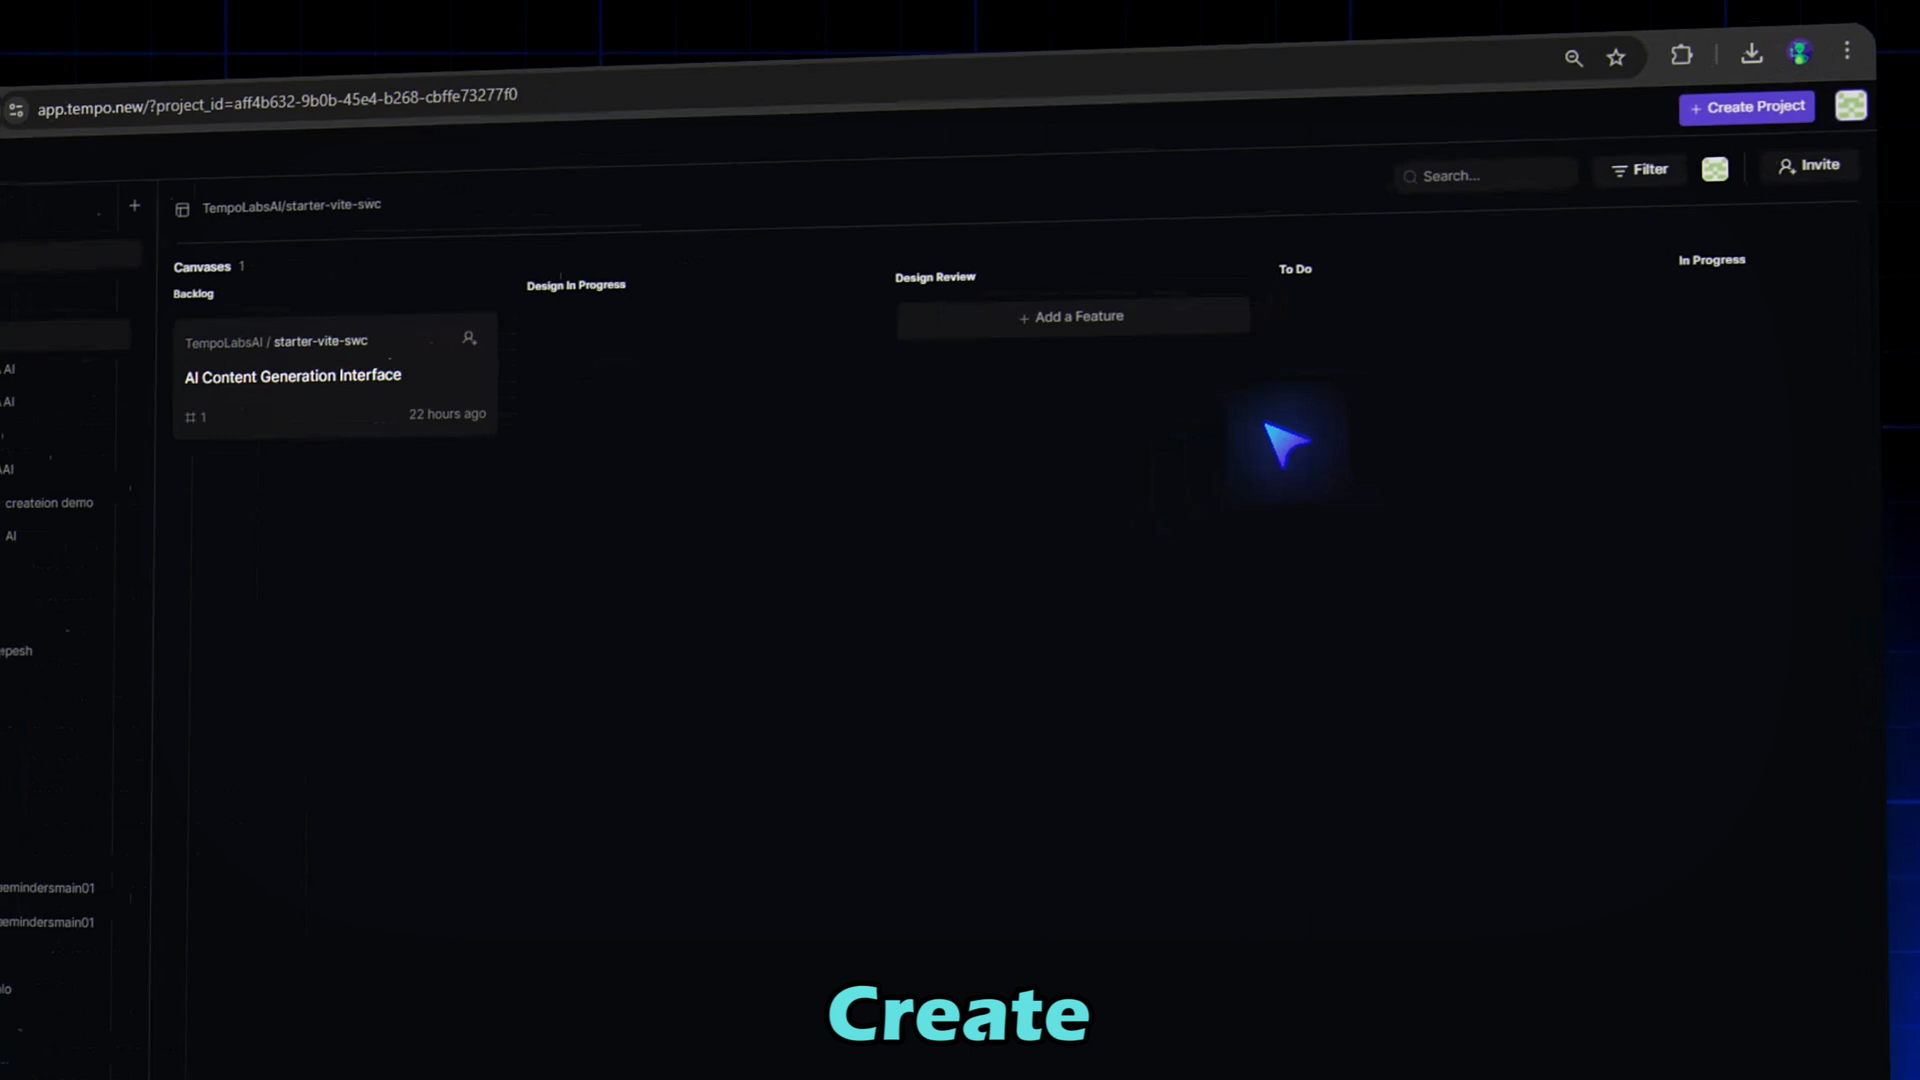 app.tempo.new/?project_id=aff4b632-9b0b-45e4-b268-cbffe73277f0
+ Create Project
TempoLabsAI/starter-vite-swc
Search...
Filter
Invite
Canvases 1
Backlog
Design In Progress
Design Review
To Do
In Progress
+ Add a Feature
TempoLabsAI / starter-vite-swc
AI Content Generation Interface
1
22 hours ago
AI
AI
AI
createion demo
AI
epesh
emindersmain01
emindersmain01
lo
Create